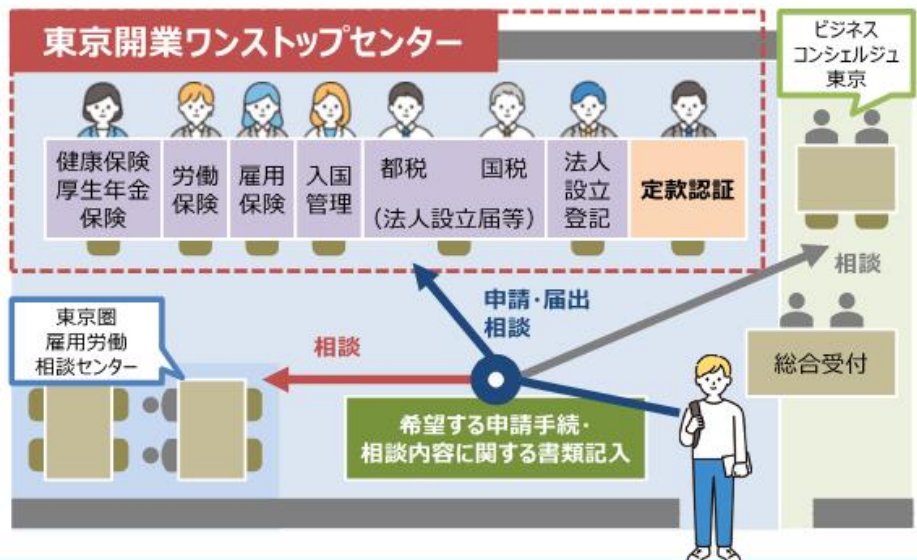 東京開業ワンストップセンター
ビジネス
コンシェルジュ
東京
健康保険
厚生年金
保険
労働
保険
雇用
保険
入国
管理
都税 国税
(法人設立届等)
法人
設立
登記
定款認証
相談
申請・届出
相談
東京圏
雇用労働
相談センター
相談
総合受付
希望する申請手続・
相談内容に関する書類記入